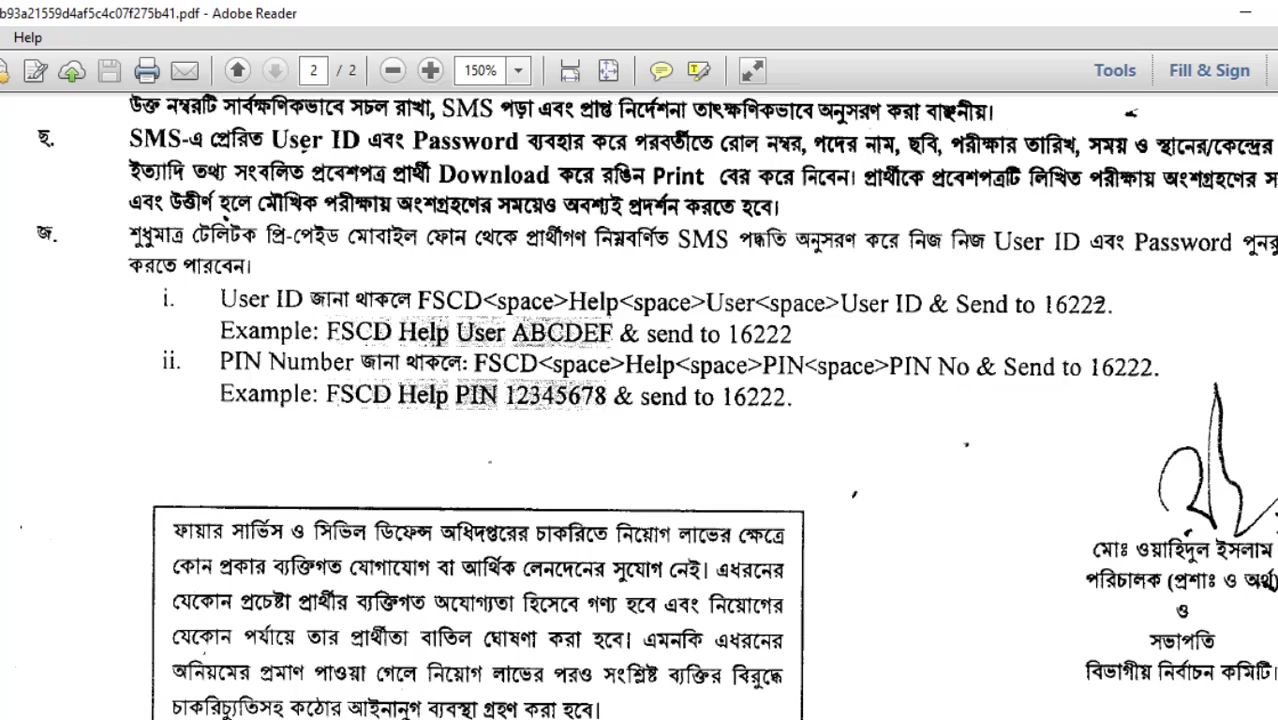 b93a21559d4af5c4c07f275b41.pdf - Adobe Reader
Help
2 / 2 150% Tools Fill & Sign
উক্ত নম্বরটি সার্বক্ষণিকভাবে সচল রাখা, SMS পড়া এবং প্রাপ্ত নির্দেশনা তাৎক্ষণিকভাবে অনুসরণ করা বাঞ্ছনীয়।
ছ. SMS-এ প্রেরিত User ID এবং Password ব্যবহার করে পরবর্তীতে রোল নম্বর, পদের নাম, ছবি, পরীক্ষার তারিখ, সময় ও স্থানের/কেন্দ্রের
ইত্যাদি তথ্য সংবলিত প্রবেশপত্র প্রার্থী Download করে রঙিন Print বের করে নিবেন। প্রার্থীকে প্রবেশপত্রটি লিখিত পরীক্ষায় অংশগ্রহণের
এবং উত্তীর্ণ হলে মৌখিক পরীক্ষায় অংশগ্রহণের সময়েও অবশ্যই প্রদর্শন করতে হবে।
জ. শুধুমাত্র টেলিটক প্রি-পেইড মোবাইল ফোন থেকে প্রার্থীগণ নিম্নবর্ণিত SMS পদ্ধতি অনুসরণ করে নিজ নিজ User ID এবং Password
করতে পারবেন।
i. User ID জানা থাকলে FSCD<space>Help<space>User<space>User ID & Send to 16222.
Example: FSCD Help User ABCDEF & send to 16222
ii. PIN Number জানা থাকলে: FSCD<space>Help<space>PIN<space>PIN No & Send to 16222.
Example: FSCD Help PIN 12345678 & send to 16222.
ফায়ার সার্ভিস ও সিভিল ডিফেন্স অধিদপ্তরের চাকরিতে নিয়োগ লাভের ক্ষেত্রে
কোন প্রকার ব্যক্তিগত যোগাযোগ বা আর্থিক লেনদেনের সুযোগ নেই। এধরনের
যেকোন প্রচেষ্টা প্রার্থীর ব্যক্তিগত অযোগ্যতা হিসেবে গণ্য হবে এবং নিয়োগের
যেকোন পর্যায়ে তার প্রার্থীতা বাতিল ঘোষণা করা হবে। এমনকি এধরনের
অনিয়মের প্রমাণ পাওয়া গেলে নিয়োগ লাভের পরও সংশ্লিষ্ট ব্যক্তির বিরুদ্ধে
চাকরিচ্যুতিসহ কঠোর আইনানুগ ব্যবস্থা গ্রহণ করা হবে।
মোঃ ওয়াহিদুল ইসলাম
পরিচালক (প্রশাঃ ও অর্থ)
ও
সভাপতি
বিভাগীয় নির্বাচন কমিটি।